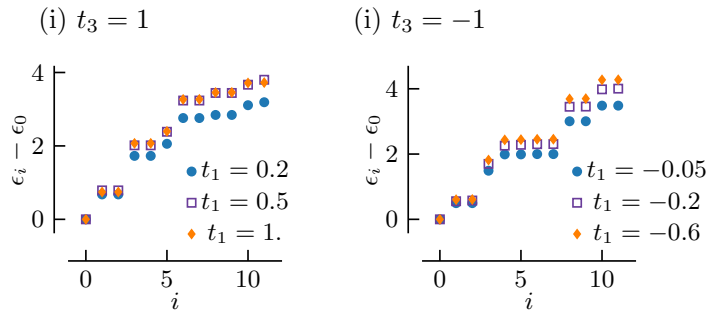 (i) t₃ = 1
4
2
0
ϵᵢ − ϵ₀
t₁ = 0.2
t₁ = 0.5
t₁ = 1.
0 5 10
i
(i) t₃ = −1
4
2
0
ϵᵢ − ϵ₀
t₁ = −0.05
t₁ = −0.2
t₁ = −0.6
0 5 10
i